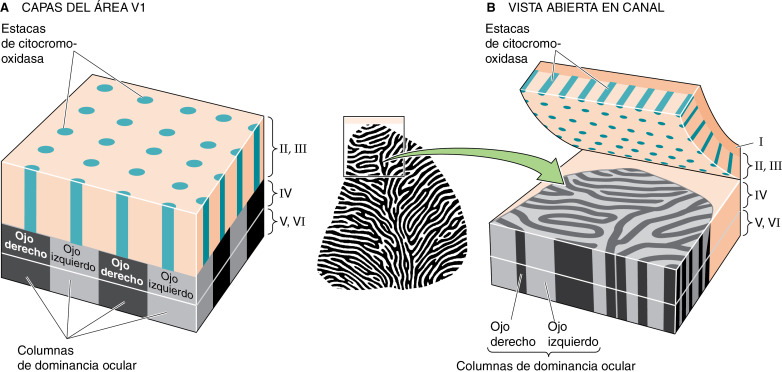 A CAPAS DEL ÁREA V1
Estacas
de citocromo-
oxidasa
II, III
IV
V, VI
Ojo
derecho
Ojo
izquierdo
Ojo
derecho
Ojo
izquierdo
Columnas
de dominancia ocular
B VISTA ABIERTA EN CANAL
Estacas
de citocromo-
oxidasa
I
II, III
IV
V, VI
Ojo
derecho
Ojo
izquierdo
Columnas de dominancia ocular